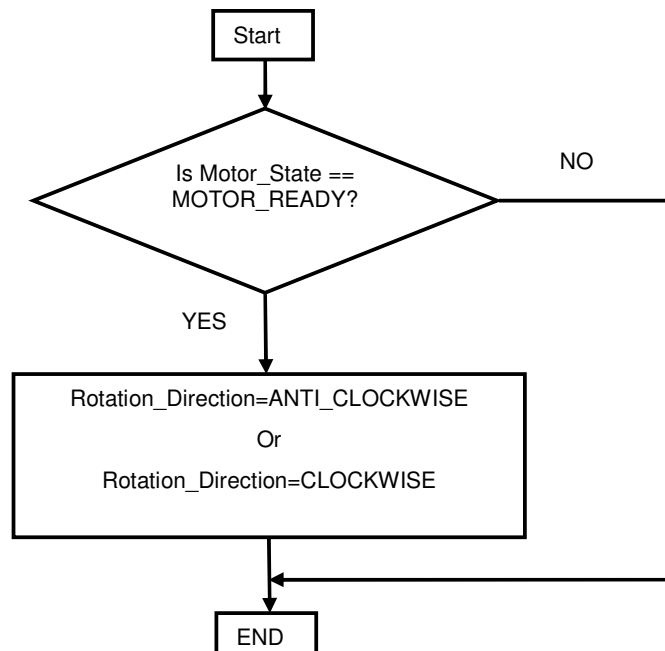 Start
Is Motor_State ==
MOTOR_READY?
NO
YES
Rotation_Direction=ANTI_CLOCKWISE
Or
Rotation_Direction=CLOCKWISE
END